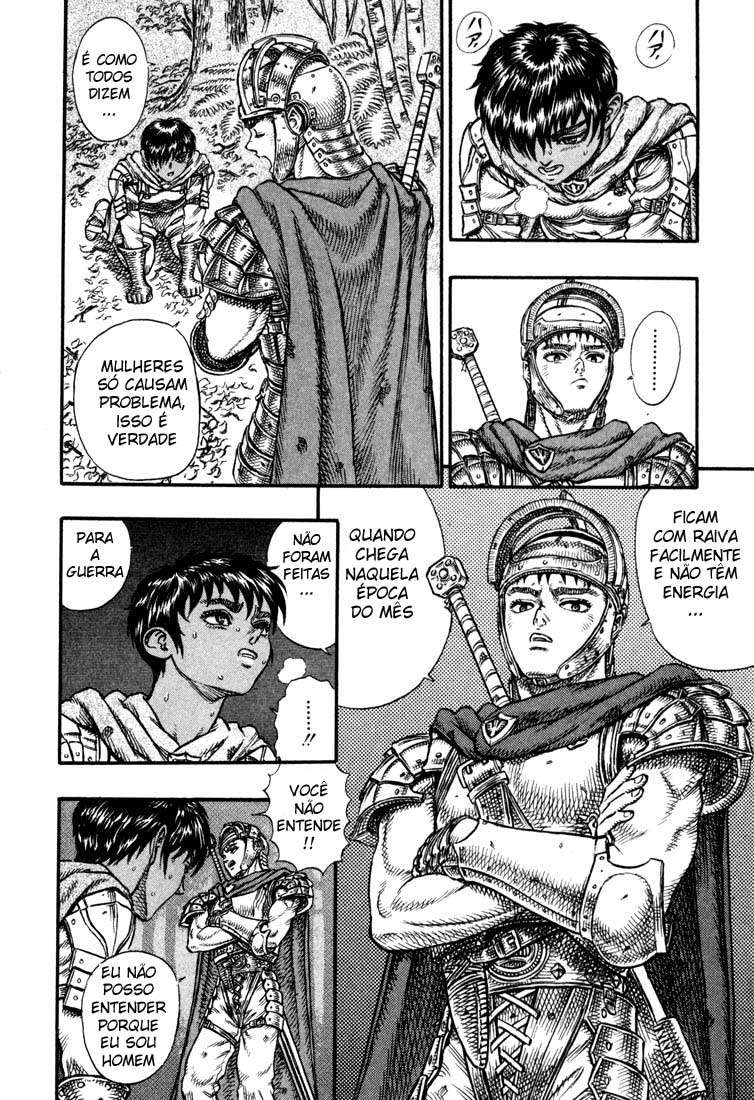 ハア
ハア
........
É COMO
TODOS
DIZEM
...
MULHERES
SÓ CAUSAM
PROBLEMA,
ISSO É
VERDADE
FICAM
COM RAIVA
FACILMENTE
E NÃO TÊM
ENERGIA
...
QUANDO
CHEGA
NAQUELA
ÉPOCA
DO MÊS
NÃO
FORAM
FEITAS
...
PARA
A
GUERRA
......!!
VOCÊ
NÃO
ENTENDE
!!
EU NÃO
POSSO
ENTENDER
PORQUE
EU SOU
HOMEM